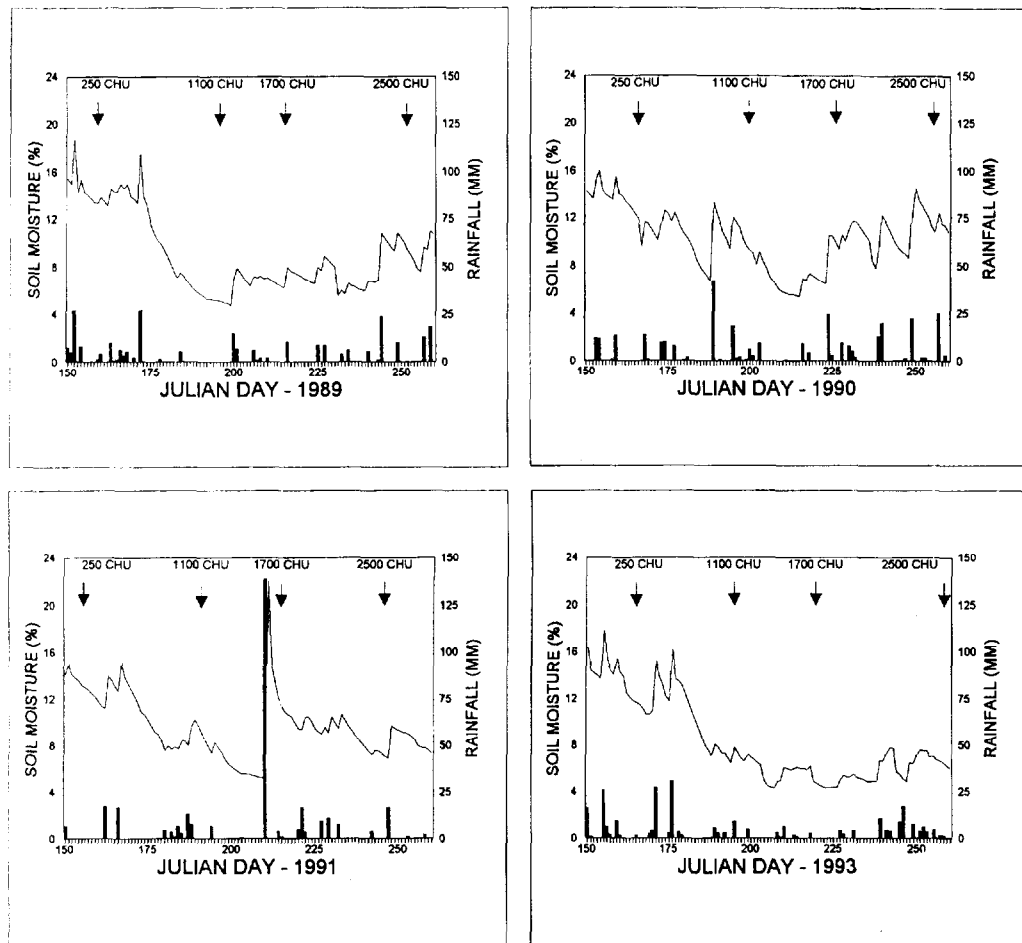 250 CHU 1100 CHU 1700 CHU 2500 CHU
24 20 16 12 8 4 0
SOIL MOISTURE (%)
150 125 100 75 50 25 0
RAINFALL (MM)
150 175 200 225 250
JULIAN DAY - 1989
250 CHU 1100 CHU 1700 CHU 2500 CHU
24 20 16 12 8 4 0
SOIL MOISTURE (%)
150 125 100 75 50 25 0
RAINFALL (MM)
150 175 200 225 250
JULIAN DAY - 1990
250 CHU 1100 CHU 1700 CHU 2500 CHU
24 20 16 12 8 4 0
SOIL MOISTURE (%)
150 125 100 75 50 25 0
RAINFALL (MM)
150 175 200 225 250
JULIAN DAY - 1991
250 CHU 1100 CHU 1700 CHU 2500 CHU
24 20 16 12 8 4 0
SOIL MOISTURE (%)
150 125 100 75 50 25 0
RAINFALL (MM)
150 175 200 225 250
JULIAN DAY - 1993